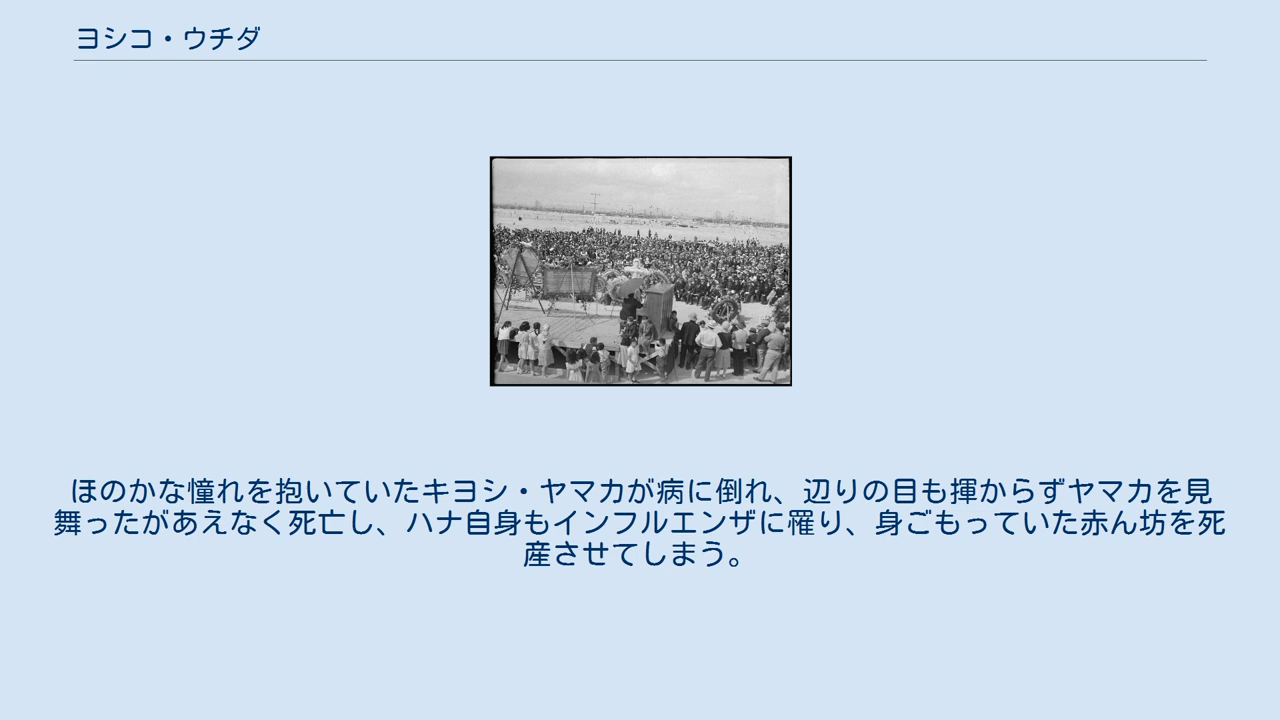 ヨシコ・ウチダ
ほのかな憧れを抱いていたキヨシ・ヤマカが病に倒れ、辺りの目も揮からずヤマカを見
舞ったがあえなく死亡し、ハナ自身もインフルエンザに罹り、身ごもっていた赤ん坊を死
産させてしまう。